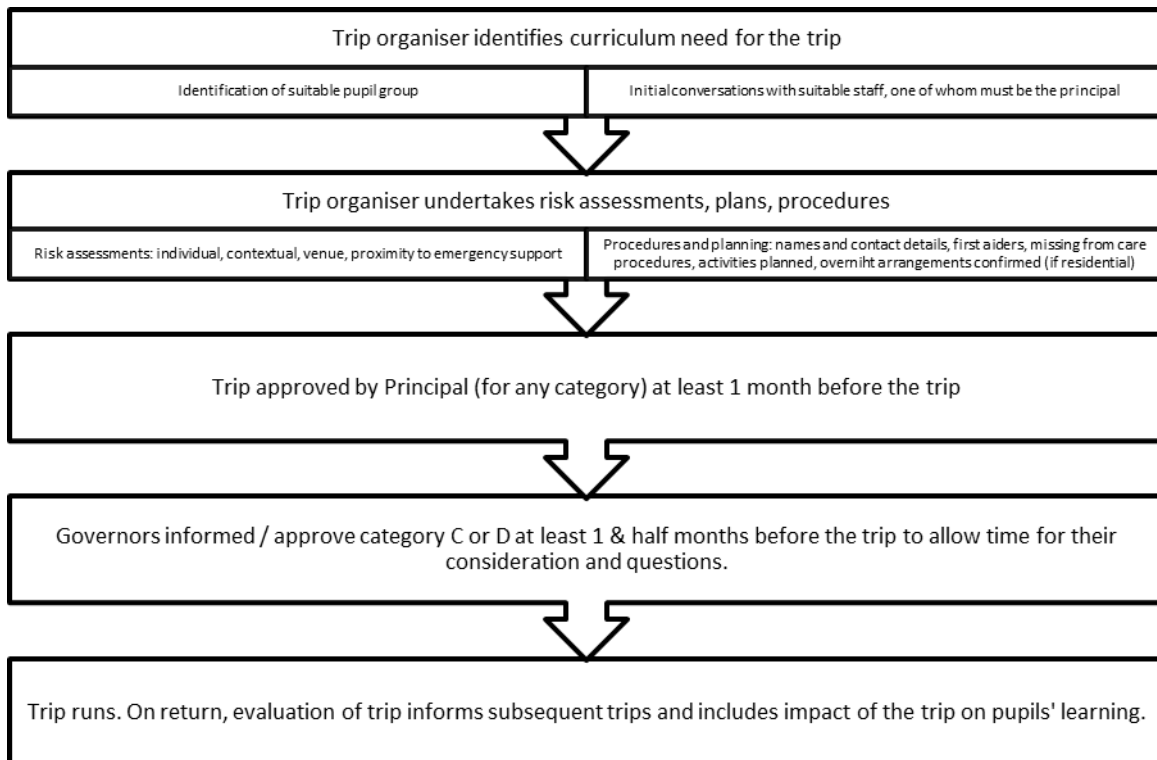 Trip organiser identifies curriculum need for the trip
Identification of suitable pupil group
Initial conversations with suitable staff, one of whom must be the principal
Trip organiser undertakes risk assessments, plans, procedures
Risk assessments: individual, contextual, venue, proximity to emergency support
Procedures and planning: names and contact details, first aiders, missing from care
procedures, activities planned, overniht arrangements confirmed (if residential)
Trip approved by Principal (for any category) at least 1 month before the trip
Governors informed / approve category C or D at least 1 & half months before the trip to allow time for their
consideration and questions.
Trip runs. On return, evaluation of trip informs subsequent trips and includes impact of the trip on pupils' learning.